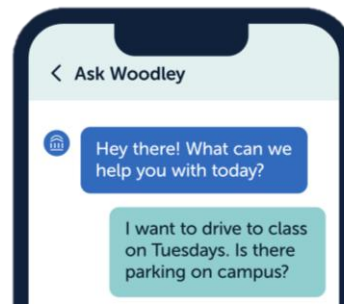 Ask Woodley
Hey there! What can we
help you with today?
I want to drive to class
on Tuesdays. Is there
parking on campus?